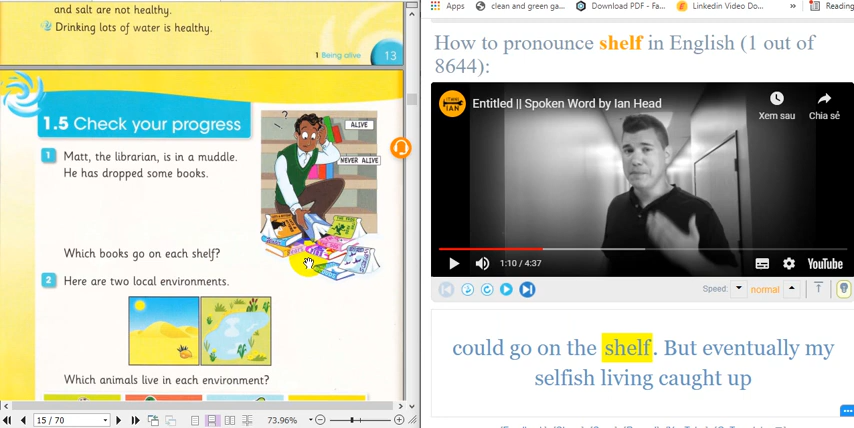 and salt are not healthy.
Drinking lots of water is healthy.
1 Being alive 13
1.5 Check your progress
1 Matt, the librarian, is in a muddle.
He has dropped some books.
?
ALIVE
NEVER ALIVE
Which books go on each shelf?
2 Here are two local environments.
Which animals live in each environment?
15 / 70
73.96%
Apps
clean and green ga...
Download PDF - Fa...
Linkedin Video Do...
»
Reading
How to pronounce shelf in English (1 out of
8644):
Entitled || Spoken Word by Ian Head
Xem sau
Chia sẻ
1:10 / 4:37
YouTube
Speed: normal
could go on the shelf. But eventually my
selfish living caught up